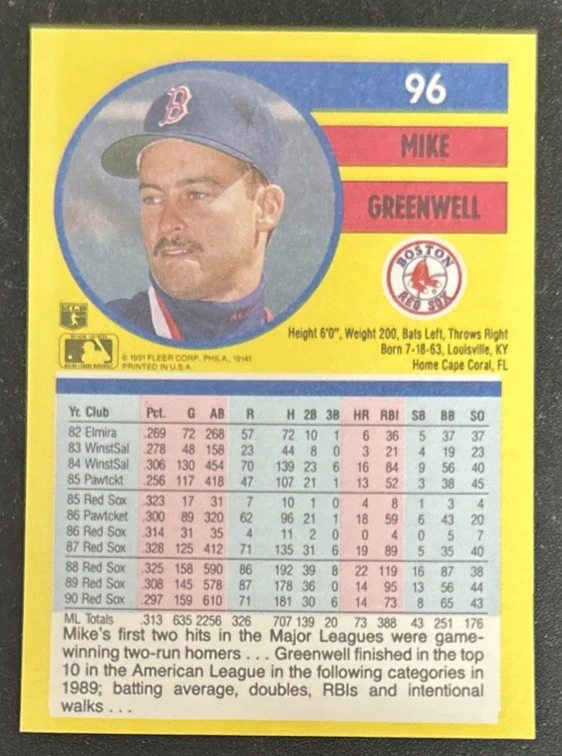 96
MIKE
GREENWELL
B
BOSTON
RED SOX
Height 6'0", Weight 200, Bats Left, Throws Right
Born 7-18-63, Louisville, KY
Home Cape Coral, FL
© 1991 FLEER CORP., PHILA., 19141
PRINTED IN U.S.A.
Yr. Club Pct. G AB R H 2B 3B HR RBI SB BB SO
82 Elmira .269 72 268 57 72 10 1 6 36 5 37 37
83 WinstSal .278 48 158 23 44 8 0 3 21 4 19 23
84 WinstSal .306 130 454 70 139 23 6 16 84 9 56 40
85 Pawtckt .256 117 418 47 107 21 1 13 52 3 38 45
85 Red Sox .323 17 31 7 10 1 0 4 8 1 3 4
86 Pawtcket .300 89 320 62 96 21 1 18 59 6 43 20
86 Red Sox .314 31 35 4 11 2 0 0 4 0 5 7
87 Red Sox .328 125 412 71 135 31 6 19 89 5 35 40
88 Red Sox .325 158 590 86 192 39 8 22 119 16 87 38
89 Red Sox .308 145 578 87 178 36 0 14 95 13 56 44
90 Red Sox .297 159 610 71 181 30 6 14 73 8 65 43
ML Totals .313 635 2256 326 707 139 20 73 388 43 251 176
Mike's first two hits in the Major Leagues were game-
winning two-run homers . . . Greenwell finished in the top
10 in the American League in the following categories in
1989; batting average, doubles, RBIs and intentional
walks . . .